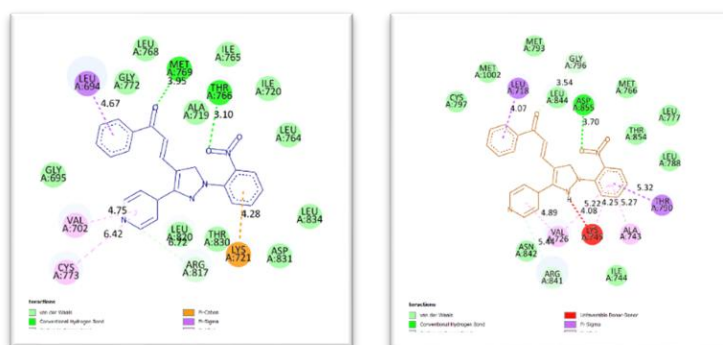 LEU
A:768
MET
A:769
3.95
ILE
A:765
LEU
A:694
GLY
A:772
THR
A:766
ILE
A:720
ALA
A:719
4.67
3.10
LEU
A:764
O
N
GLY
A:695
VAL
A:702
4.75
6.42
4.28
LEU
A:820
6.72
THR
A:830
LEU
A:834
LYS
A:721
ASP
A:831
CYS
A:773
ARG
A:817
Interactions
van der Waals
Conventional Hydrogen Bond
Pi-Cation
Pi-Sigma
MET
A:793
GLY
A:796
MET
A:1002
3.54
LEU
A:718
LEU
A:844
ASP
A:855
MET
A:766
CYS
A:797
4.07
3.70
LEU
A:777
THR
A:854
LEU
A:788
5.32
THR
A:790
4.25
5.27
5.22
4.08
4.89
VAL
A:726
ALA
A:743
ASN
A:842
5.44
ARG
A:841
ILE
A:744
Interactions
van der Waals
Conventional Hydrogen Bond
Unfavorable Donor-Donor
Pi-Sigma